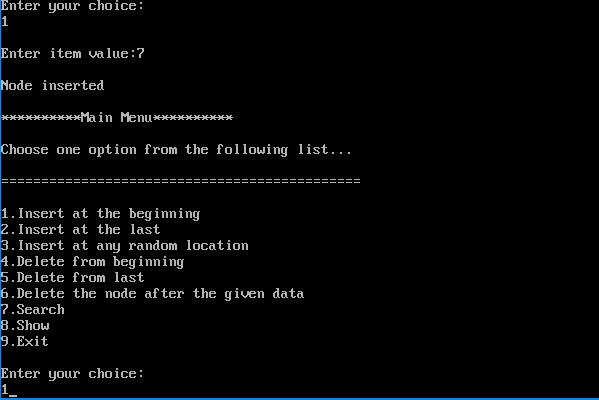 Enter your choice:
1
Enter item value:7
Node inserted
**********Main Menu**********
Choose one option from the following list...
=============================================
1.Insert at the beginning
2.Insert at the last
3.Insert at any random location
4.Delete from beginning
5.Delete from last
6.Delete the node after the given data
7.Search
8.Show
9.Exit
Enter your choice:
1_